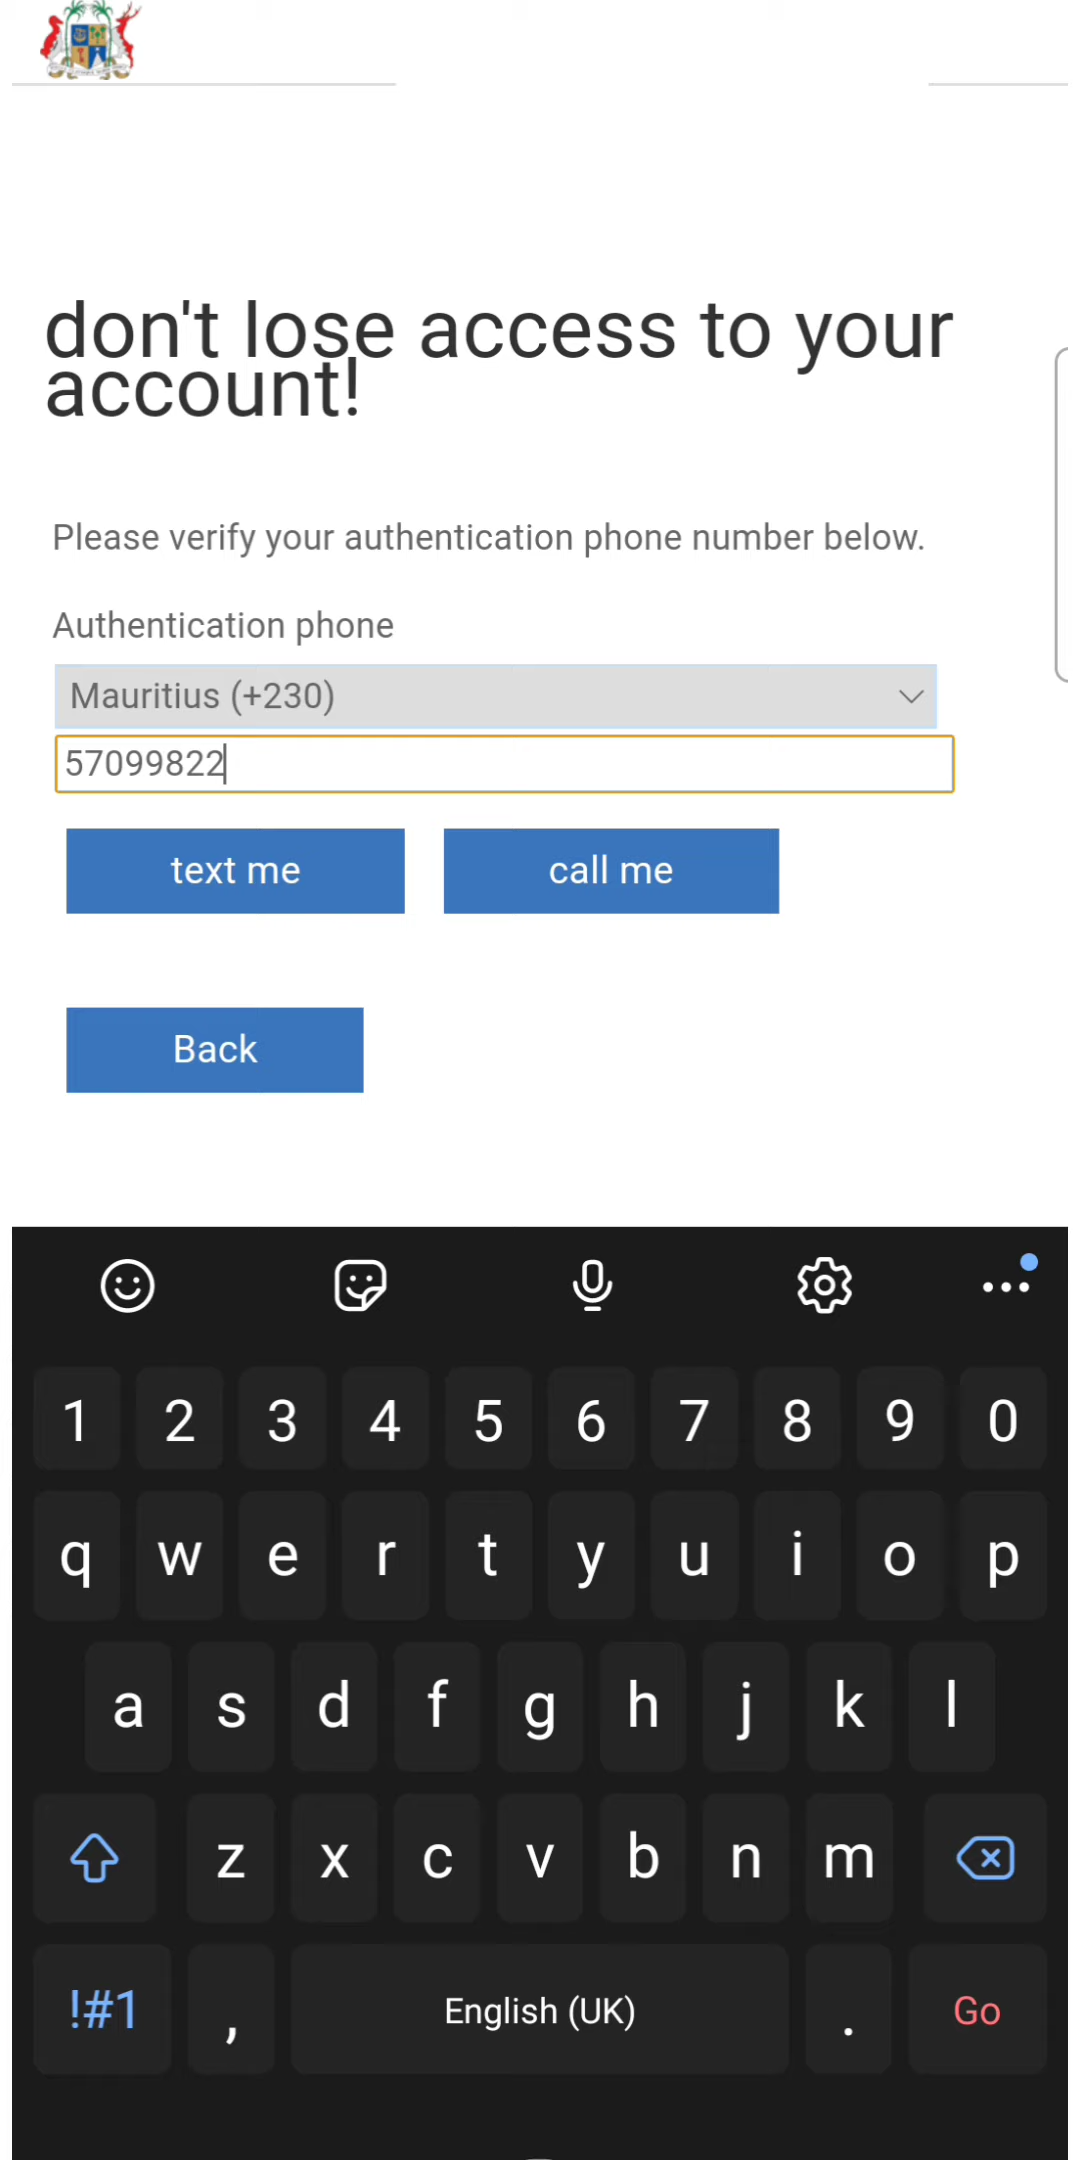 don't lose access to your
account!
Please verify your authentication phone number below.
Authentication phone
Mauritius (+230)
57099822
text me
call me
Back
1 2 3 4 5 6 7 8 9 0
q w e r t y u i o p
a s d f g h j k l
z x c v b n m
!#1 , English (UK) . Go